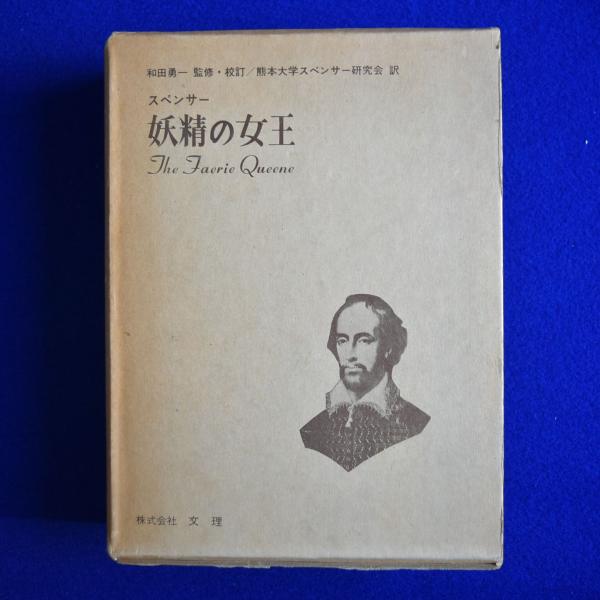 和田勇一 監修・校訂／熊本大学スペンサー研究会 訳
スペンサー
妖精の女王
The Faerie Queene
株式会社 文 理